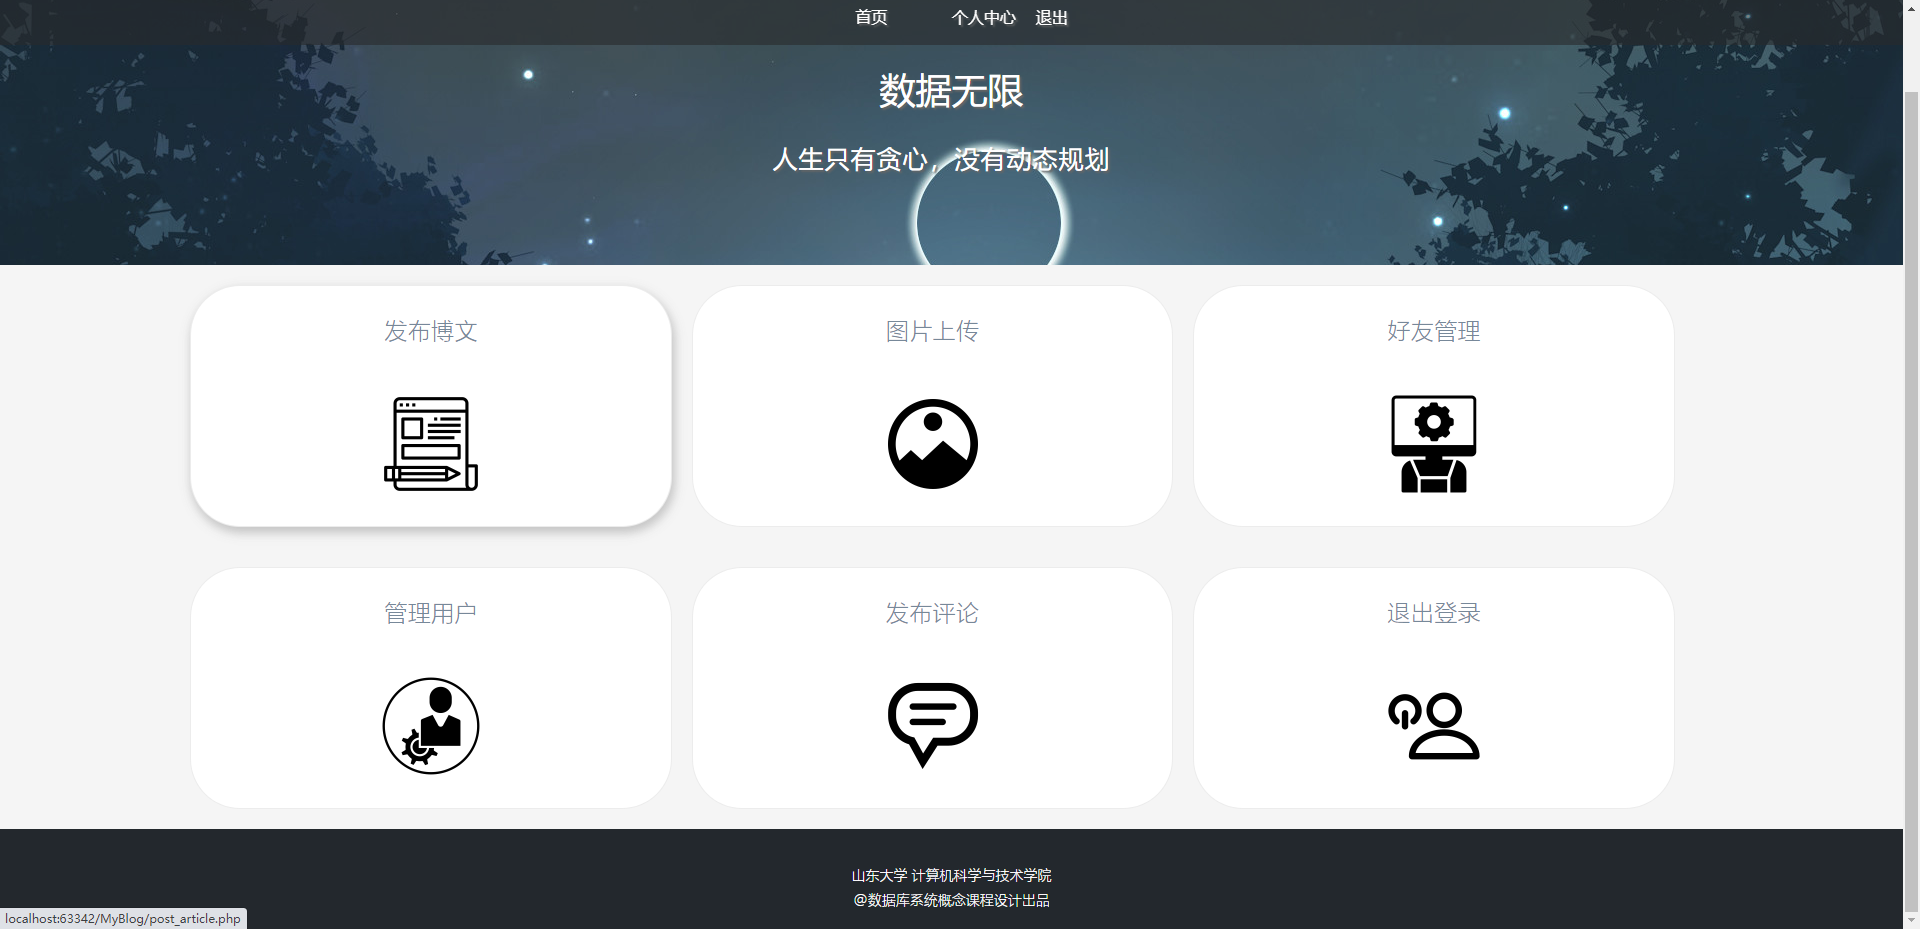 首页 个人中心 退出
数据无限
人生只有贪心，没有动态规划
发布博文 图片上传 好友管理
管理用户 发布评论 退出登录
山东大学 计算机科学与技术学院
@数据库系统概念课程设计出品
localhost:63342/MyBlog/post_article.php